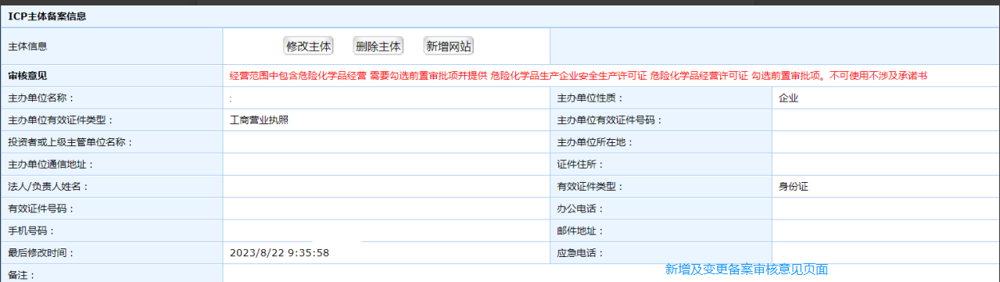 ICP主体备案信息
主体信息 修改主体 删除主体 新增网站
审核意见 经营范围中包含危险化学品经营 需要勾选前置审批项并提供 危险化学品生产企业安全生产许可证 危险化学品经营许可证 勾选前置审批项。不可使用不涉及承诺书
主办单位名称： : 主办单位性质： 企业
主办单位有效证件类型： 工商营业执照 主办单位有效证件号码：
投资者或上级主管单位名称： 主办单位所在地：
主办单位通信地址： 证件住所：
法人/负责人姓名： 有效证件类型： 身份证
有效证件号码： 办公电话：
手机号码： 邮件地址：
最后修改时间： 2023/8/22 9:35:58 应急电话：
新增及变更备案审核意见页面
备注：